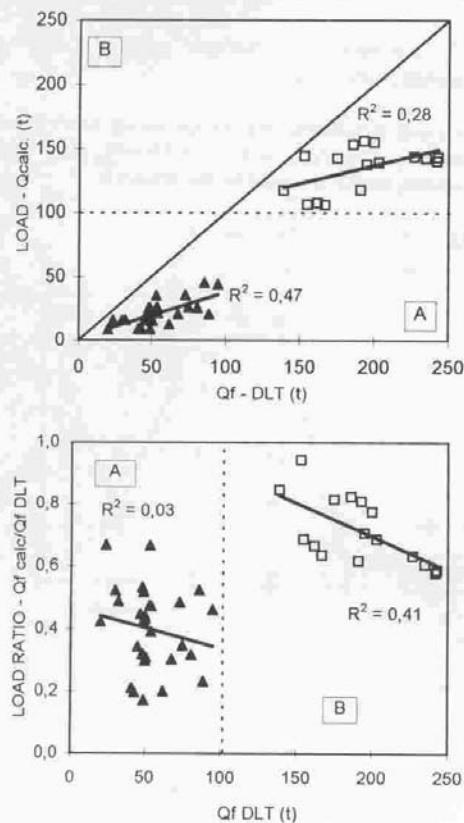 250
B
200
150
100
50
0
LOAD - Qcalc. (t)
R² = 0,28
R² = 0,47
A
0 50 100 150 200 250
Qf - DLT (t)
1,0
0,8
0,6
0,4
0,2
0,0
LOAD RATIO - Qf calc/Qf DLT
A
R² = 0,03
R² = 0,41
B
0 50 100 150 200 250
Qf DLT (t)